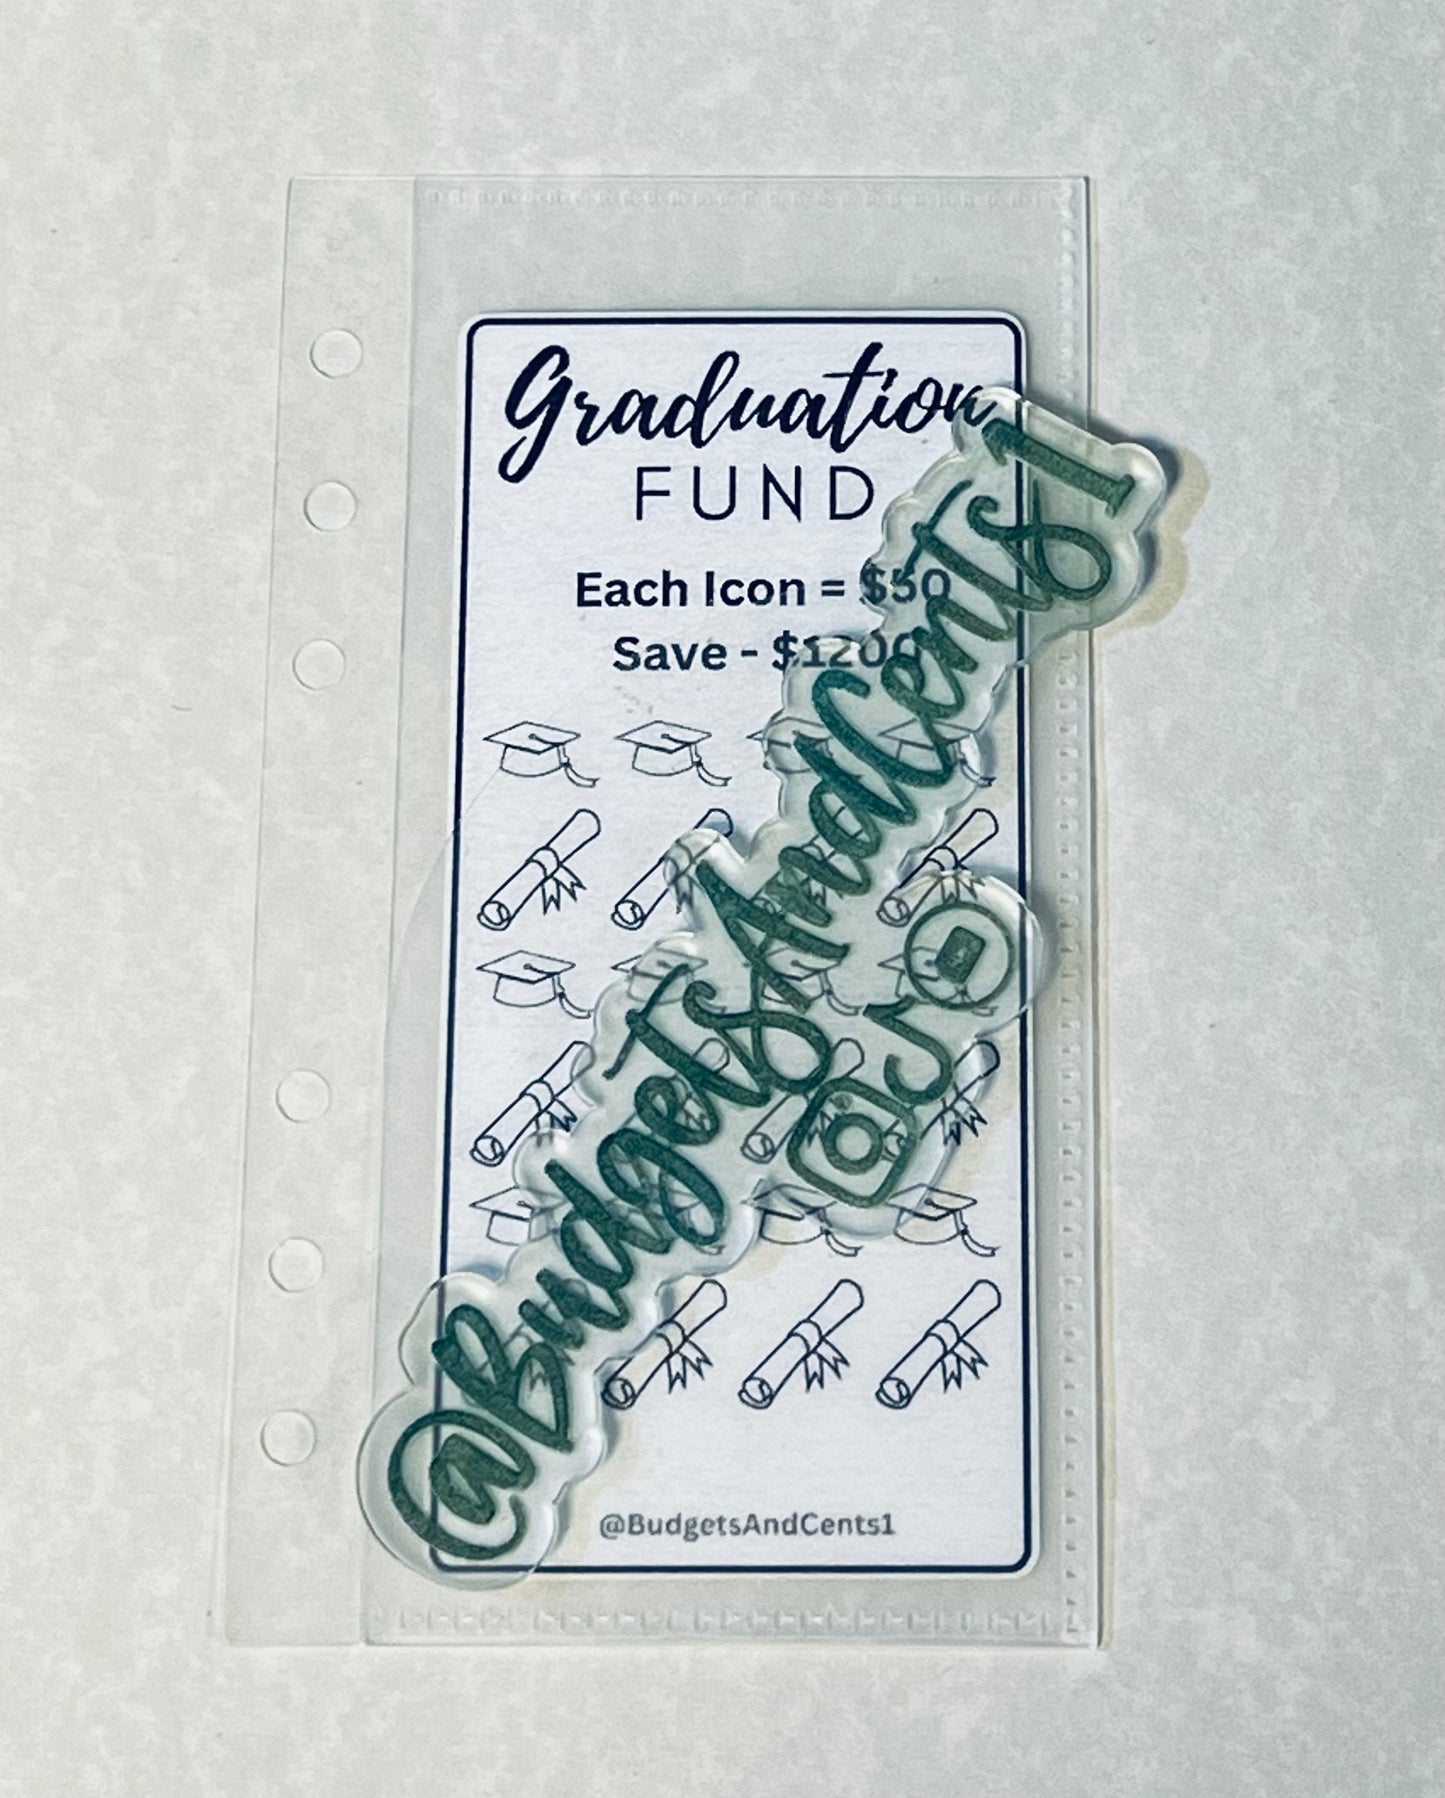 Graduation
FUND
Each Icon = $50
Save - $1200
@BudgetsAndCents1
@BudgetsAndCents1